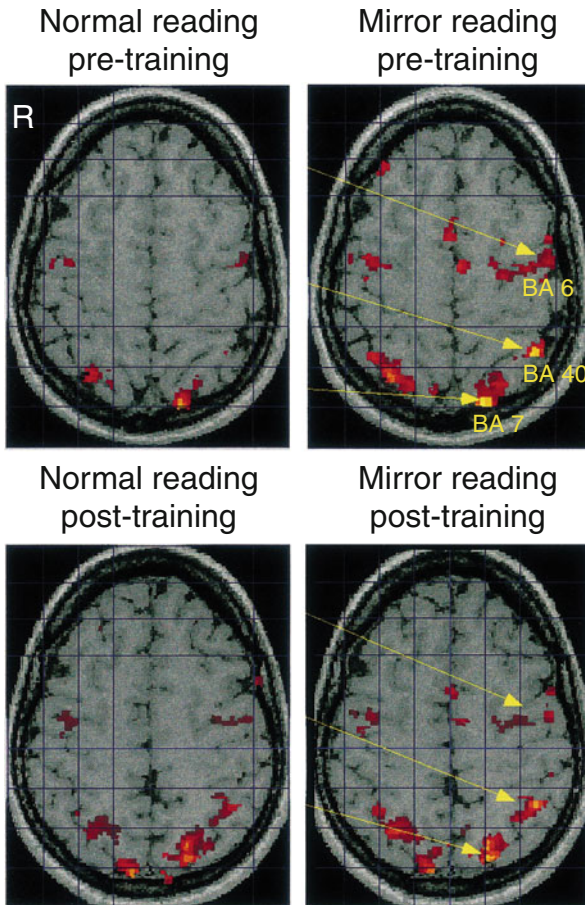 Normal reading
pre-training
Mirror reading
pre-training
R
BA 6
BA 40
BA 7
Normal reading
post-training
Mirror reading
post-training